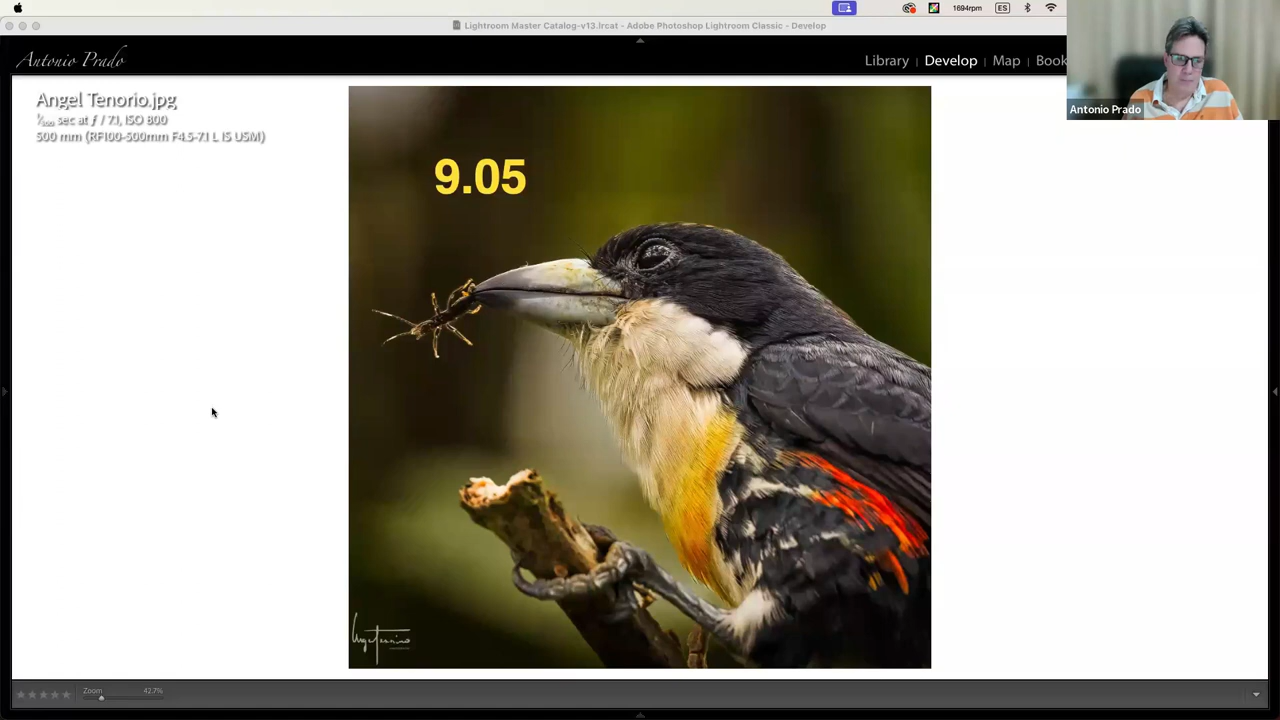 1694rpm
ES
Lightroom Master Catalog-v13.lrcat - Adobe Photoshop Lightroom Classic - Develop
Antonio Prado
Library | Develop | Map | Book
Antonio Prado
Angel Tenorio.jpg
sec at ƒ / 7.1, ISO 800
500 mm (RF100-500mm F4.5-7.1 L IS USM)
9.05
Zoom 42.7%